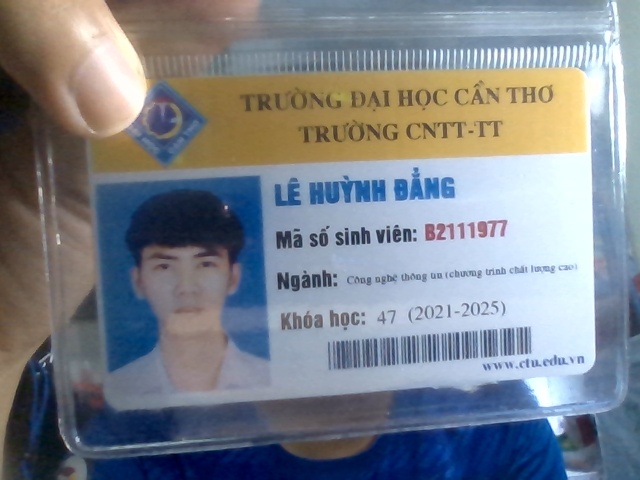 TRƯỜNG ĐẠI HỌC CẦN THƠ
TRƯỜNG CNTT-TT
LÊ HUỲNH ĐẲNG
Mã số sinh viên: B2111977
Ngành: Công nghệ thông tin (chương trình chất lượng cao)
Khóa học: 47 (2021-2025)
www.ctu.edu.vn